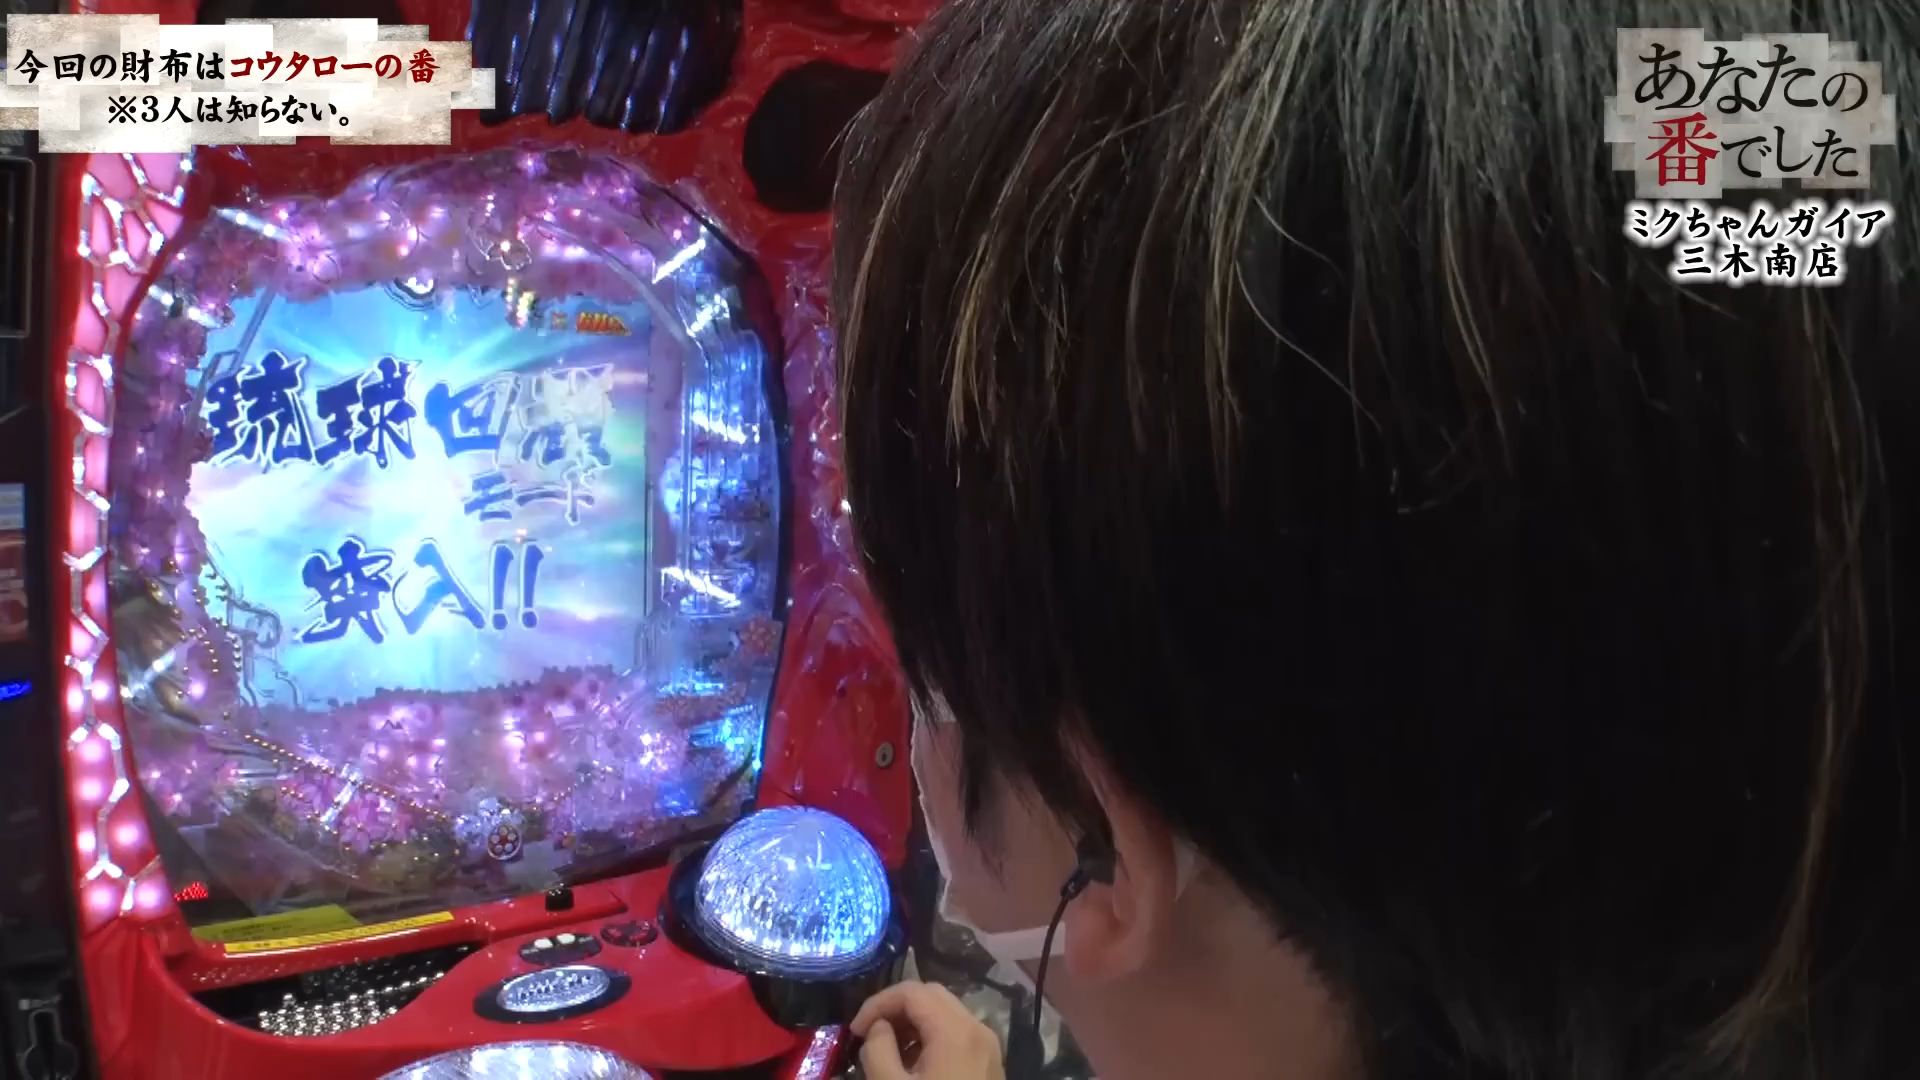 今回の財布はコウタローの番
※3人は知らない。
あなたの
番でした
ミクちゃんガイア
三木南店
琉球回顧
モード
突入!!